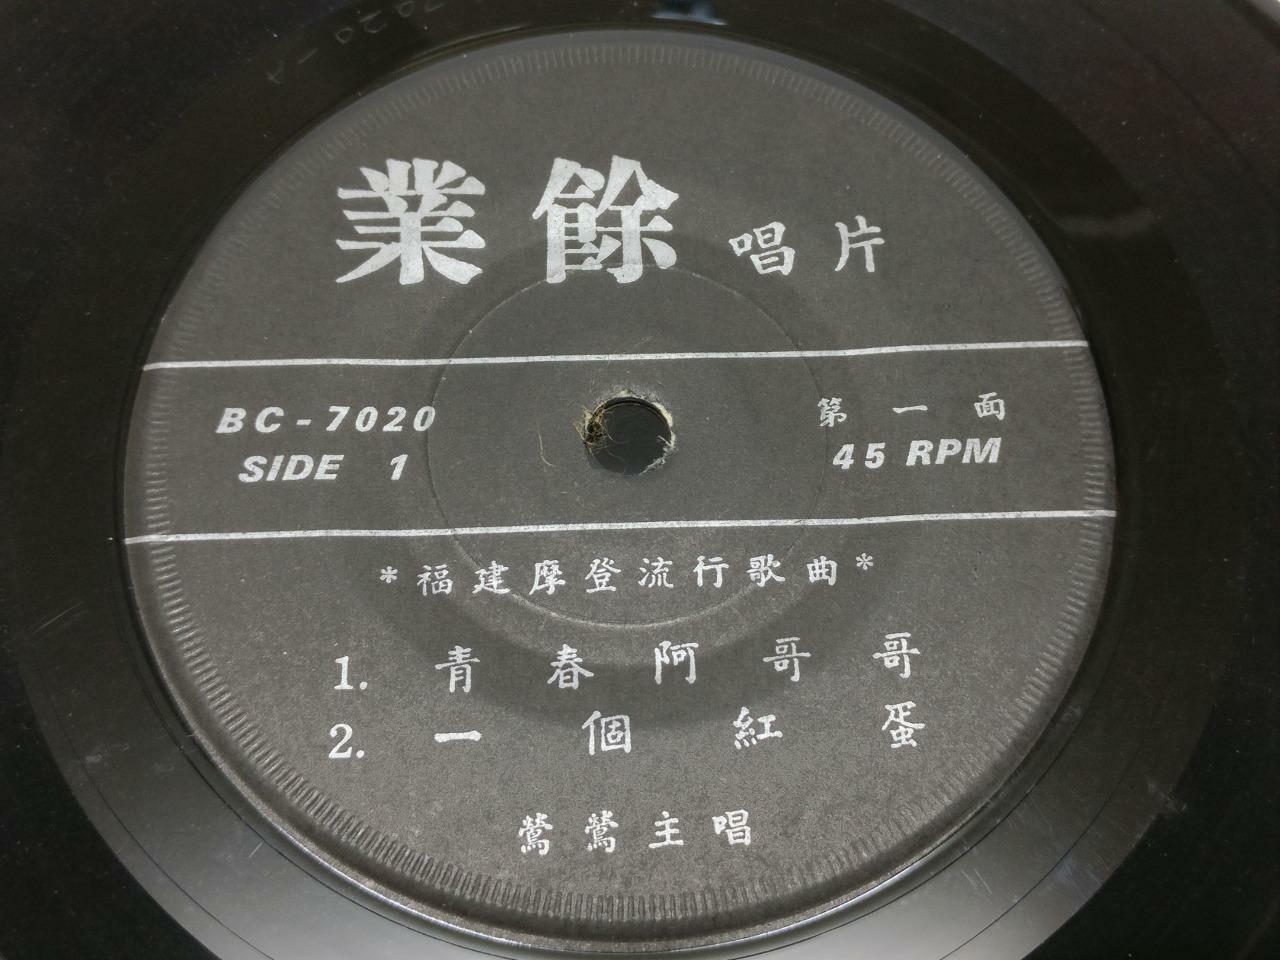 7020-A
業餘唱片
BC-7020 第一面
SIDE 1 45 RPM
*福建摩登流行歌曲*
1. 青春阿哥哥
2. 一個紅蛋
鶯鶯主唱